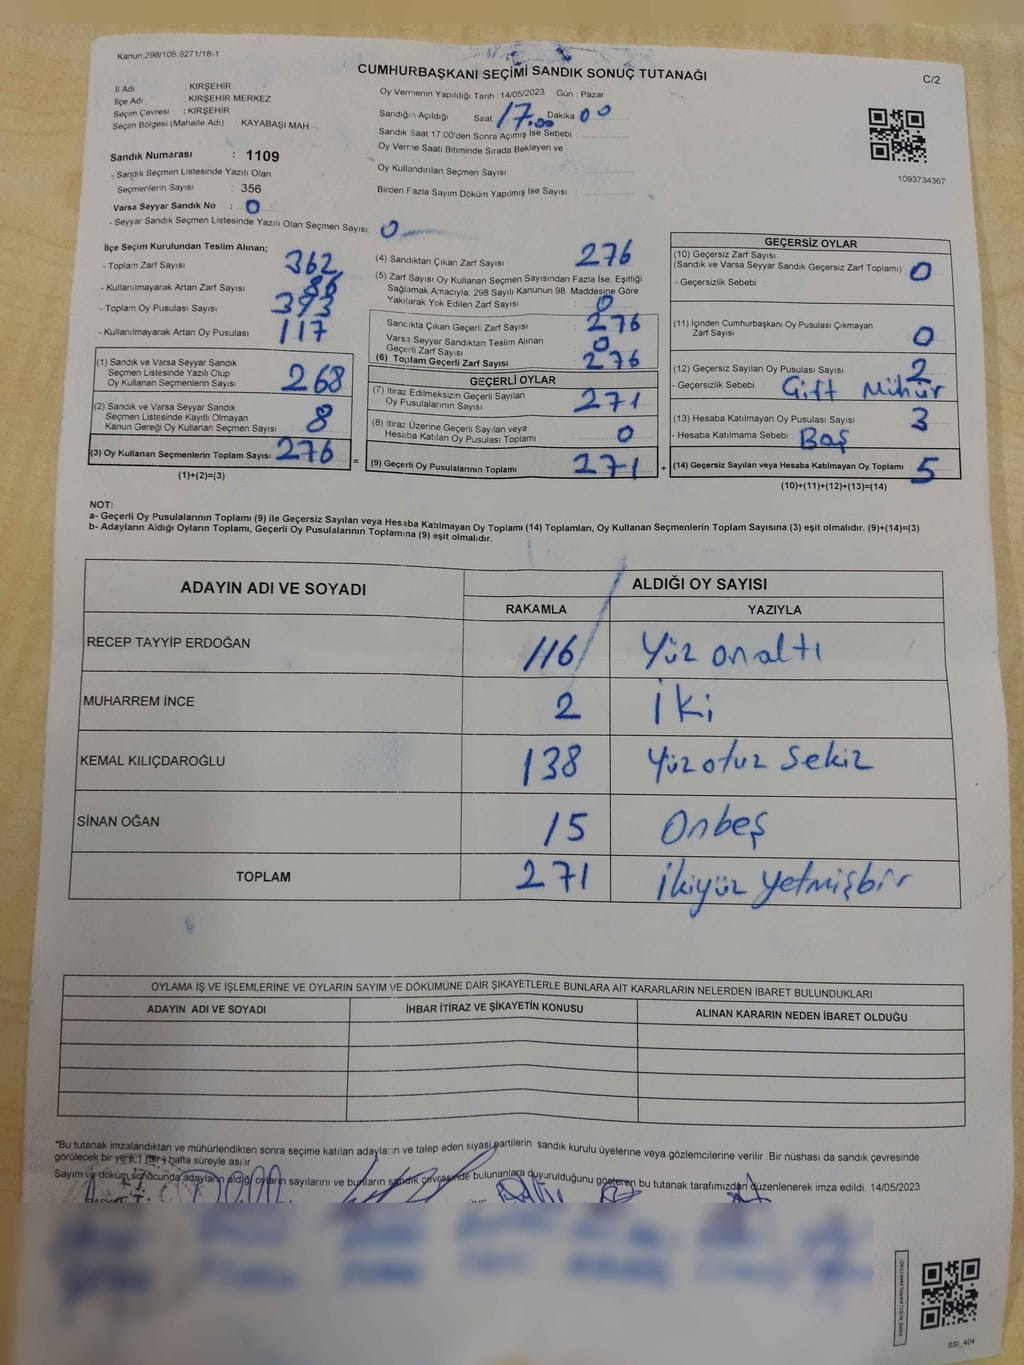 Kanun:298/105,6271/18-1
CUMHURBAŞKANI SEÇİMİ SANDIK SONUÇ TUTANAĞI
C/2
İl Adı : KIRŞEHİR
İlçe Adı : KIRŞEHİR MERKEZ
Seçim Çevresi : KIRŞEHİR
Seçim Bölgesi (Mahalle Adı) : KAYABAŞI MAH
Oy Vermenin Yapıldığı Tarih : 14/05/2023 Gün : Pazar
Sandığın Açıldığı Saat 17.00 Dakika 00
Sandık Saat 17:00'den Sonra Açımış İse Sebebi :
Oy Verme Saati Bitiminde Sırada Bekleyen ve
Oy Kullandırılan Seçmen Sayısı
Birden Fazla Sayım Döküm Yapılmış İse Sayısı
1093734367
Sandık Numarası : 1109
- Sandık Seçmen Listesinde Yazılı Olan
Seçmenlerin Sayısı : 356
Varsa Seyyar Sandık No : 0
- Seyyar Sandık Seçmen Listesinde Yazılı Olan Seçmen Sayısı: 0
İlçe Seçim Kurulundan Teslim Alınan;
- Toplam Zarf Sayısı : 362
- Kullanılmayarak Artan Zarf Sayısı : 86
- Toplam Oy Pusulası Sayısı : 393
- Kullanılmayarak Artan Oy Pusulası : 117
(1) Sandık ve Varsa Seyyar Sandık
Seçmen Listesinde Yazılı Olup
Oy Kullanan Seçmenlerin Sayısı : 268
(2) Sandık ve Varsa Seyyar Sandık
Seçmen Listesinde Kayıtlı Olmayan
Kanun Gereği Oy Kullanan Seçmen Sayısı : 8
(3) Oy Kullanan Seçmenlerin Toplam Sayısı : 276
(1)+(2)=(3)
(4) Sandıktan Çıkan Zarf Sayısı : 276
(5) Zarf Sayısı Oy Kullanan Seçmen Sayısından Fazla İse, Eşitliği
Sağlamak Amacıyla; 298 Sayılı Kanunun 98. Maddesine Göre
Yakılarak Yok Edilen Zarf Sayısı : 0
Sandıkta Çıkan Geçerli Zarf Sayısı : 276
Varsa Seyyar Sandıktan Teslim Alınan
Geçerli Zarf Sayısı : 0
(6) Toplam Geçerli Zarf Sayısı : 276
GEÇERLİ OYLAR
(7) İtiraz Edilmeksizin Geçerli Sayılan
Oy Pusulalarının Sayısı : 271
(8) İtiraz Üzerine Geçerli Sayılan veya
Hesaba Katılan Oy Pusulası Toplamı : 0
= (9) Geçerli Oy Pusulalarının Toplamı : 271 +
GEÇERSİZ OYLAR
(10) Geçersiz Zarf Sayısı
(Sandık ve Varsa Seyyar Sandık Geçersiz Zarf Toplamı) : 0
- Geçersizlik Sebebi :
(11) İçinden Cumhurbaşkanı Oy Pusulası Çıkmayan
Zarf Sayısı : 0
(12) Geçersiz Sayılan Oy Pusulası Sayısı : 2
- Geçersizlik Sebebi : Gift Mühür
(13) Hesaba Katılmayan Oy Pusulası Sayısı : 3
- Hesaba Katılmama Sebebi : Boş
(14) Geçersiz Sayılan veya Hesaba Katılmayan Oy Toplamı : 5
(10)+(11)+(12)+(13)=(14)
NOT:
a- Geçerli Oy Pusulalarının Toplamı (9) ile Geçersiz Sayılan veya Hesaba Katılmayan Oy Toplamı (14) Toplamları, Oy Kullanan Seçmenlerin Toplam Sayısına (3) eşit olmalıdır. (9)+(14)=(3)
b- Adayların Aldığı Oyların Toplamı, Geçerli Oy Pusulalarının Toplamına (9) eşit olmalıdır.
ADAYIN ADI VE SOYADI ALDIĞI OY SAYISI
RAKAMLA YAZIYLA
RECEP TAYYİP ERDOĞAN 116 Yüz onaltı
MUHARREM İNCE 2 İki
KEMAL KILIÇDAROĞLU 138 Yüzotuz Sekiz
SİNAN OĞAN 15 Onbeş
TOPLAM 271 İkiyüz Yetmişbir
OYLAMA İŞ VE İŞLEMLERİNE VE OYLARIN SAYIM VE DÖKÜMÜNE DAİR ŞİKAYETLERLE BUNLARA AİT KARARLARIN NELERDEN İBARET BULUNDUKLARI
ADAYIN ADI VE SOYADI İHBAR İTİRAZ VE ŞİKAYETİN KONUSU ALINAN KARARIN NEDEN İBARET OLDUĞU
*Bu tutanak imzalandıktan ve mühürlendikten sonra seçime katılan adayların ve talep eden siyasi partilerin sandık kurulu üyelerine veya gözlemcilerine verilir .Bir nüshası da sandık çevresinde
görülecek bir yere 1 (bir) hafta süreyle asılır.
Sayım ve döküm sonucunda adayların aldığı oyların sayılarını ve bunların sandık çevresinde bulunanlara duyurulduğunu gösteren bu tutanak tarafımızdan düzenlenerek imza edildi. 14/05/2023
SSI_404